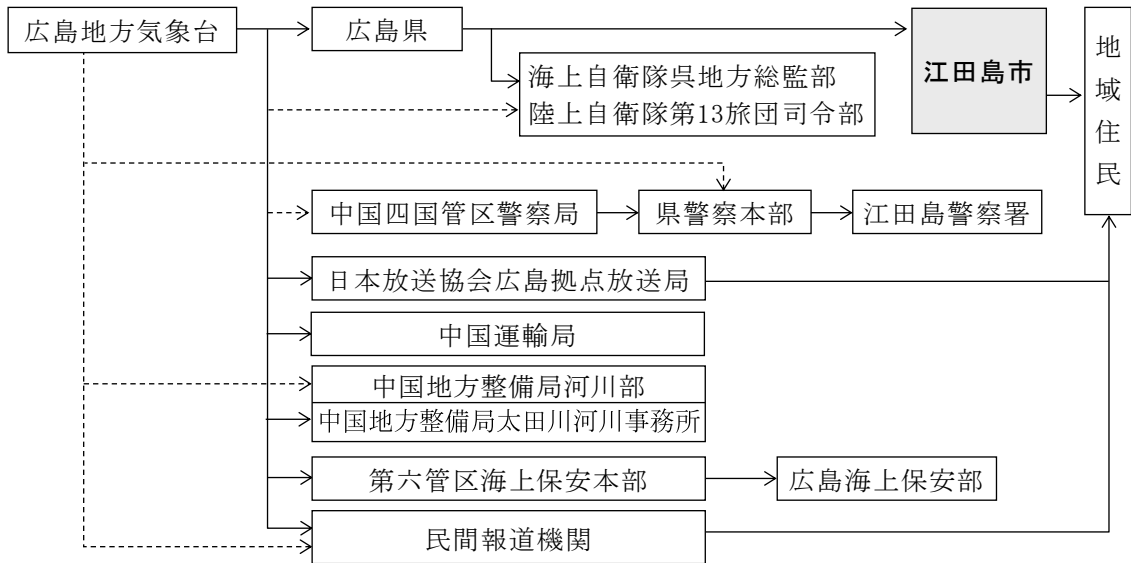 広島地方気象台
広島県
海上自衛隊呉地方総監部
陸上自衛隊第13旅団司令部
江田島市
地域住民
中国四国管区警察局
県警察本部
江田島警察署
日本放送協会広島拠点放送局
中国運輸局
中国地方整備局河川部
中国地方整備局太田川河川事務所
第六管区海上保安本部
広島海上保安部
民間報道機関